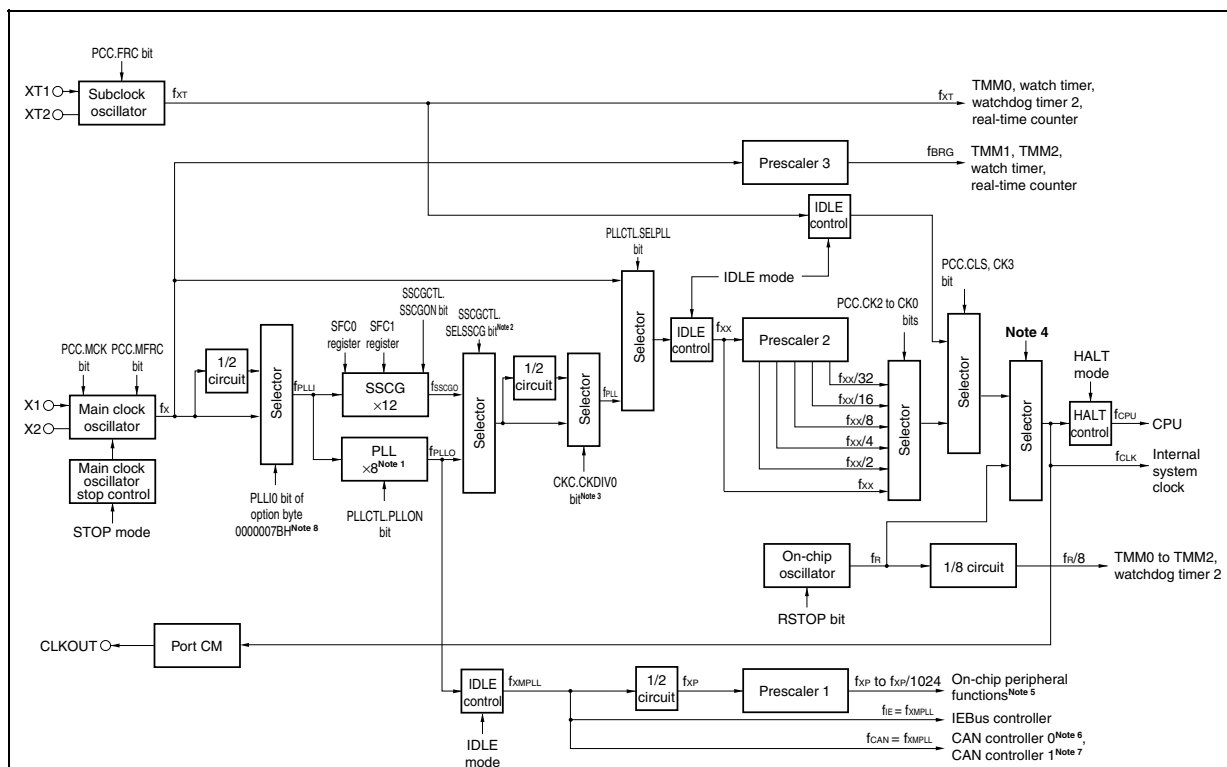 PCC.FRC bit
XT1
XT2
Subclock
oscillator
fXT
fXT
TMM0, watch timer,
watchdog timer 2,
real-time counter
Prescaler 3
fBRG
TMM1, TMM2,
watch timer,
real-time counter
IDLE
control
PLLCTL.SELPLL
bit
IDLE mode
PCC.CLS, CK3
bit
SSCGCTL.
SSCGON bit
SSCGCTL.
SELSSCG bitNote 2
PCC.CK2 to CK0
bits
SFC0
register
SFC1
register
PCC.MCK
bit
PCC.MFRC
bit
1/2
circuit
Selector
fPLLI
SSCG
×12
fSSCGO
Selector
1/2
circuit
Selector
fPLL
Selector
IDLE
control
fXX
Prescaler 2
fXX/32
fXX/16
fXX/8
fXX/4
fXX/2
fXX
Selector
Selector
Note 4
Selector
HALT
mode
HALT
control
fCPU
CPU
fCLK
Internal
system
clock
X1
X2
Main clock
oscillator
fX
Main clock
oscillator
stop control
STOP mode
PLL
×8Note 1
fPLLO
PLLI0 bit of
option byte
0000007BHNote 8
PLLCTL.PLLON
bit
CKC.CKDIV0
bitNote 3
On-chip
oscillator
fR
1/8 circuit
fR/8
TMM0 to TMM2,
watchdog timer 2
RSTOP bit
CLKOUT
Port CM
IDLE
control
fXMPLL
1/2
circuit
fXP
Prescaler 1
fXP to fXP/1024
On-chip peripheral
functionsNote 5
fIE = fXMPLL
IEBus controller
fCAN = fXMPLL
CAN controller 0Note 6,
CAN controller 1Note 7
IDLE
mode